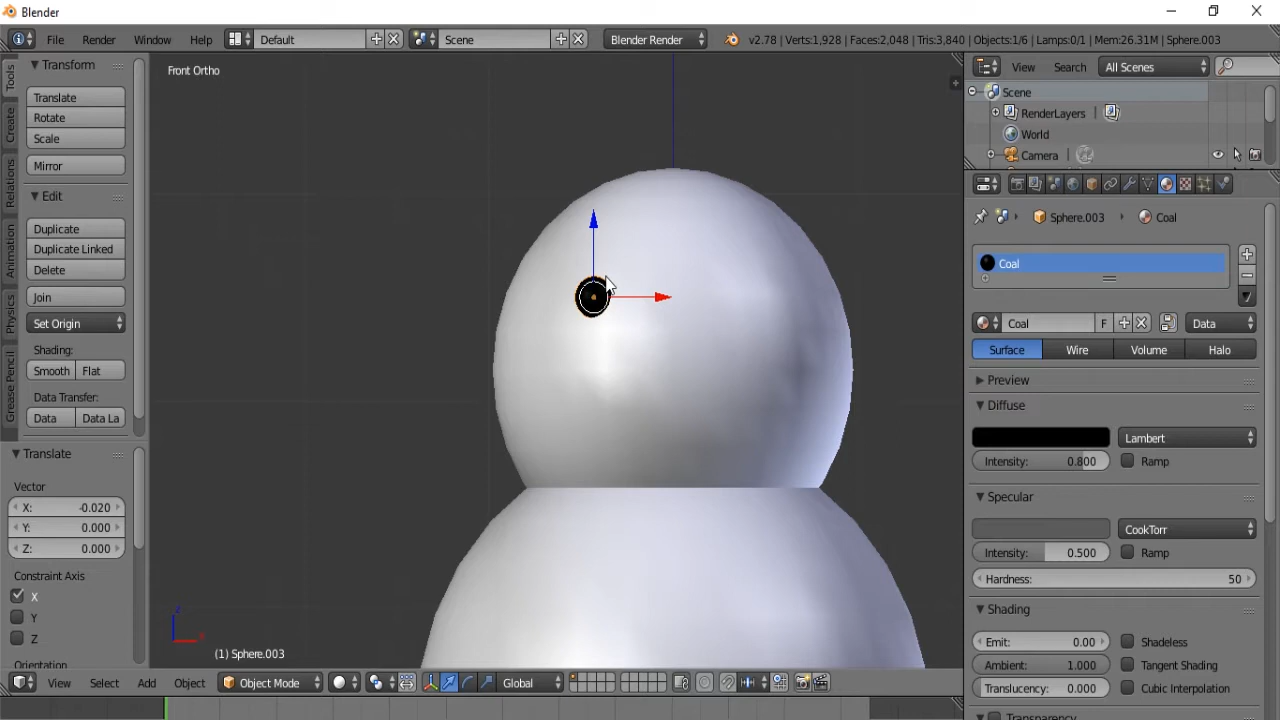 Blender
File Render Window Help Default Scene Blender Render v2.78 | Verts:1,928 | Faces:2,048 | Tris:3,840 | Objects:1/6 | Lamps:0/1 | Mem:26.31M | Sphere.003
Tools
Create
Relations
Animation
Physics
Grease Pencil
Transform
Translate
Rotate
Scale
Mirror
Edit
Duplicate
Duplicate Linked
Delete
Join
Set Origin
Shading:
Smooth Flat
Data Transfer:
Data Data La
Translate
Vector
X: -0.020
Y: 0.000
Z: 0.000
Constraint Axis
X
Y
Z
Orientation
Front Ortho
(1) Sphere.003
View Select Add Object Object Mode Global
View Search All Scenes
Scene
RenderLayers |
World
Camera |
Sphere.003 Coal
Coal
Coal F Data
Surface Wire Volume Halo
Preview
Diffuse
Lambert
Intensity: 0.800 Ramp
Specular
CookTorr
Intensity: 0.500 Ramp
Hardness: 50
Shading
Emit: 0.00 Shadeless
Ambient: 1.000 Tangent Shading
Translucency: 0.000 Cubic Interpolation
Transparency